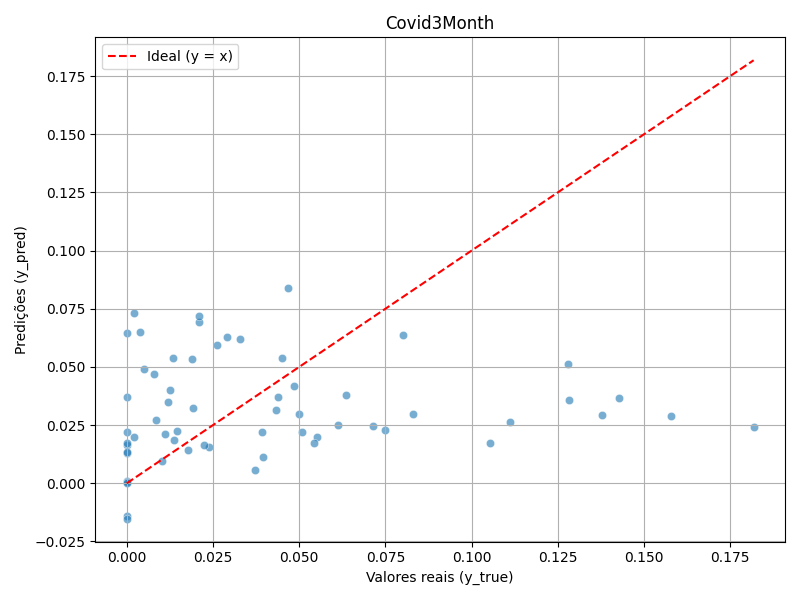 Covid3Month
Ideal (y = x)
Predições (y_pred)
0.175
0.150
0.125
0.100
0.075
0.050
0.025
0.000
−0.025
0.000 0.025 0.050 0.075 0.100 0.125 0.150 0.175
Valores reais (y_true)